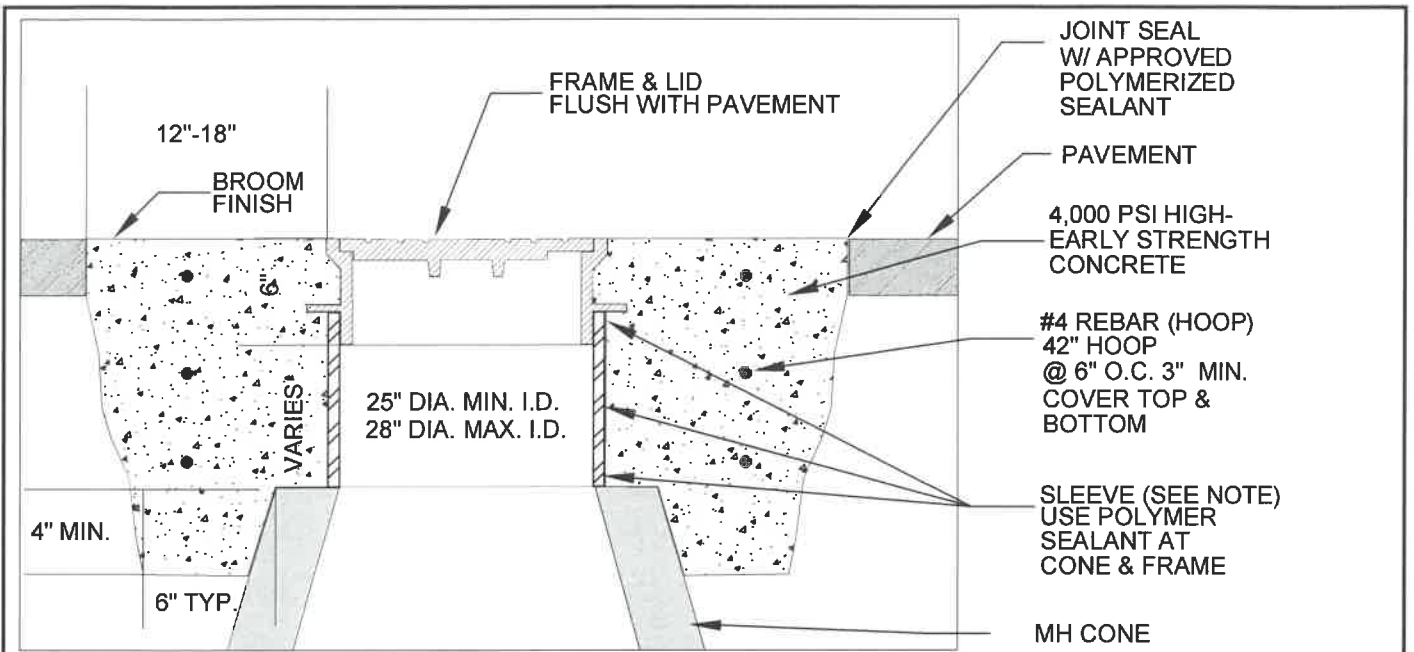 JOINT SEAL
W/ APPROVED
POLYMERIZED
SEALANT
FRAME & LID
FLUSH WITH PAVEMENT
12"-18"
PAVEMENT
BROOM
FINISH
4,000 PSI HIGH-
EARLY STRENGTH
CONCRETE
6"
#4 REBAR (HOOP)
42" HOOP
@ 6" O.C. 3" MIN.
COVER TOP &
BOTTOM
VARIES
25" DIA. MIN. I.D.
28" DIA. MAX. I.D.
SLEEVE (SEE NOTE)
USE POLYMER
SEALANT AT
CONE & FRAME
4" MIN.
6" TYP.
MH CONE